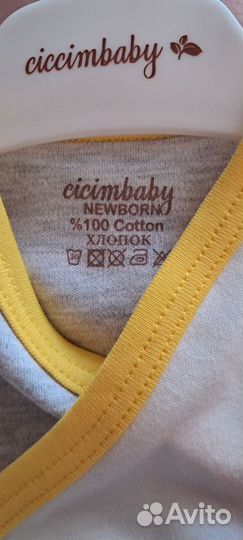 ciccimbaby
cicimbaby
NEWBORN
%100 Cotton
ХЛОПОК
30
Avito